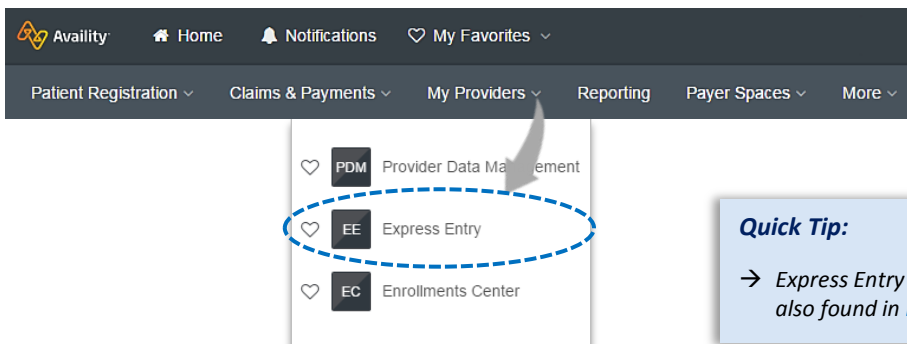 Availity Home Notifications My Favorites
Patient Registration Claims & Payments My Providers Reporting Payer Spaces More
PDM Provider Data Ma ement
EE Express Entry
EC Enrollments Center
Quick Tip:
→ Express Entry
also found in